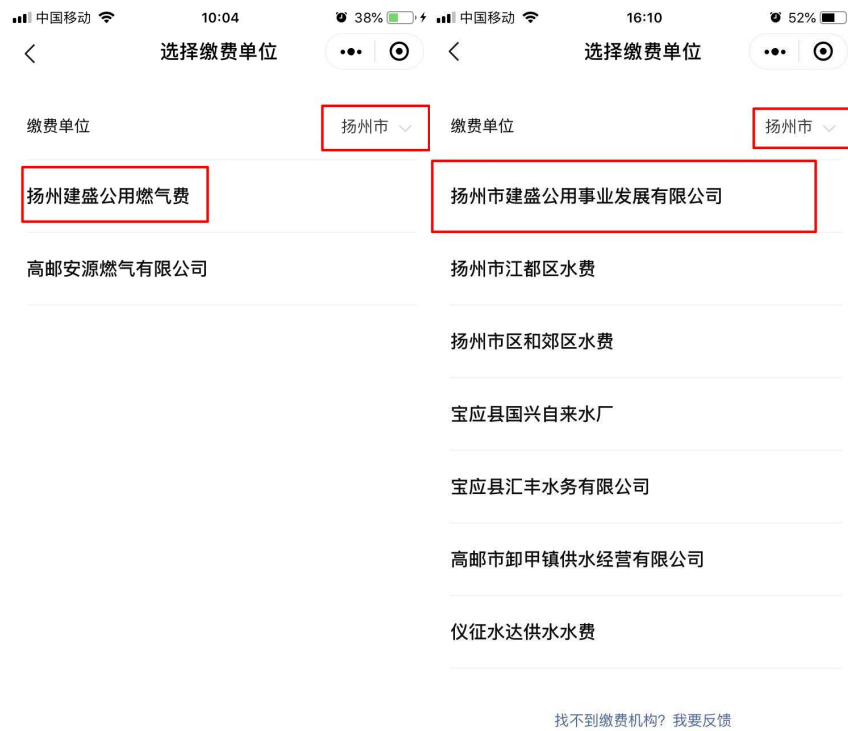 中国移动 10:04 38%
选择缴费单位
缴费单位 扬州市
扬州建盛公用燃气费
高邮安源燃气有限公司
中国移动 16:10 52%
选择缴费单位
缴费单位 扬州市
扬州市建盛公用事业发展有限公司
扬州市江都区水费
扬州市区和郊区水费
宝应县国兴自来水厂
宝应县汇丰水务有限公司
高邮市卸甲镇供水经营有限公司
仪征水达供水水费
找不到缴费机构？我要反馈